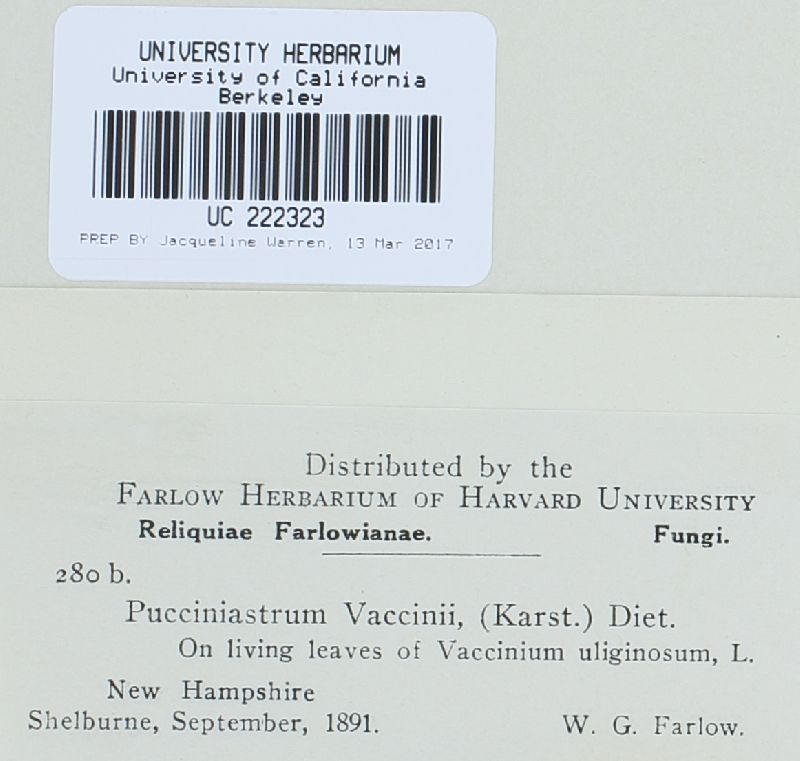 UNIVERSITY HERBARIUM
University of California
Berkeley
UC 222323
PREP BY Jacqueline Warren, 13 Mar 2017
Distributed by the
FARLOW HERBARIUM OF HARVARD UNIVERSITY
Reliquiae Farlowianae. Fungi.
280 b.
Pucciniastrum Vaccinii, (Karst.) Diet.
On living leaves of Vaccinium uliginosum, L.
New Hampshire
Shelburne, September, 1891. W. G. Farlow.